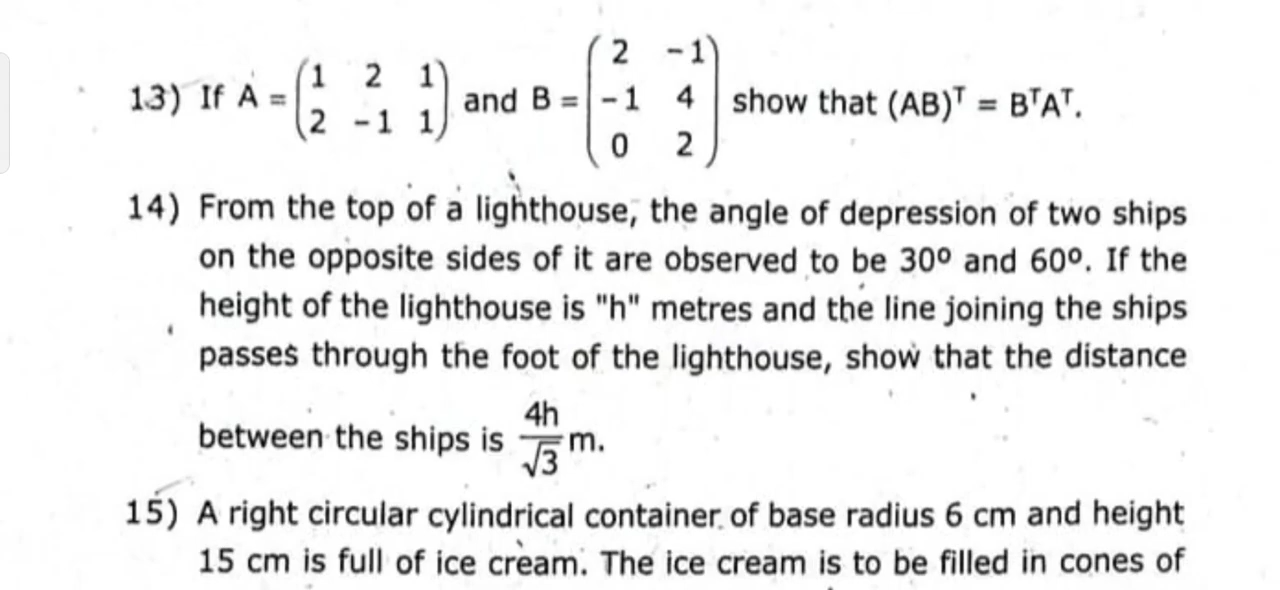 13) If A = (1 2 1
2 -1 1) and B = (2 -1
-1 4
0 2) show that (AB)ᵀ = BᵀAᵀ.
14) From the top of a lighthouse, the angle of depression of two ships
on the opposite sides of it are observed to be 30º and 60º. If the
height of the lighthouse is "h" metres and the line joining the ships
passes through the foot of the lighthouse, show that the distance
between the ships is 4h/√3 m.
15) A right circular cylindrical container of base radius 6 cm and height
15 cm is full of ice cream. The ice cream is to be filled in cones of